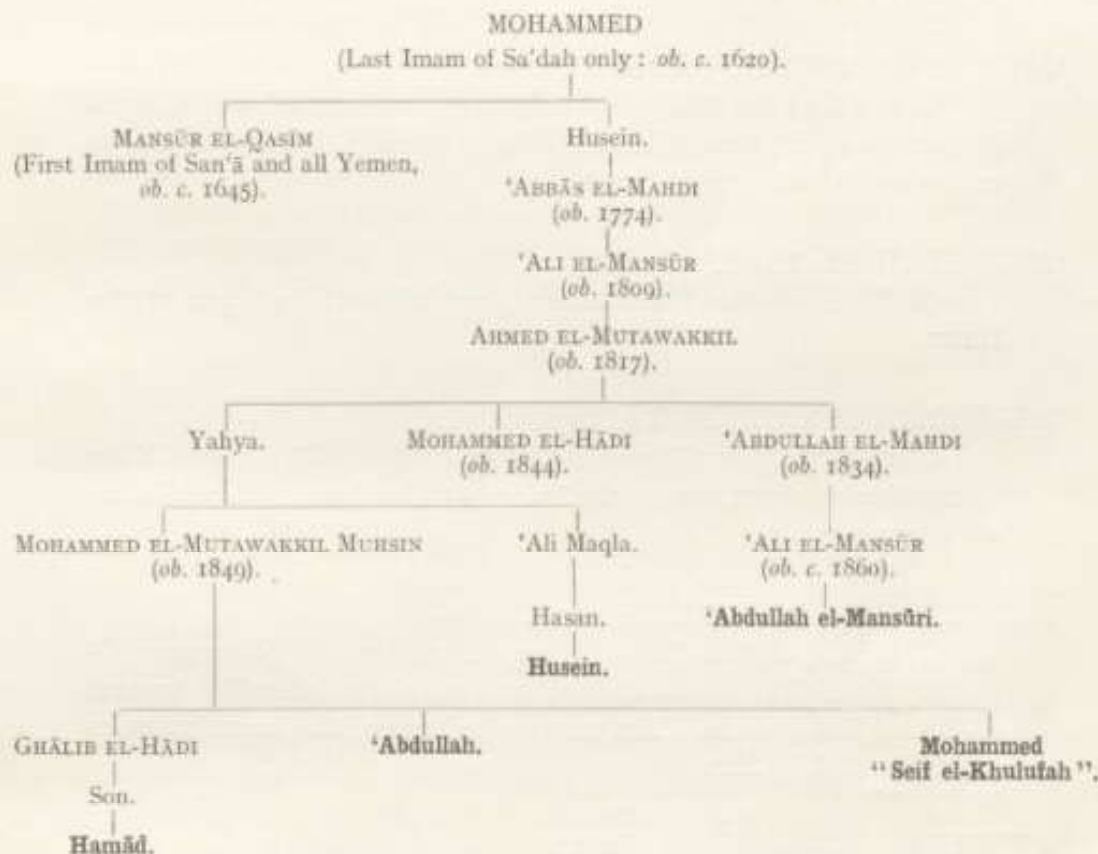 MOHAMMED
(Last Imam of Sa'dah only: ob. c. 1620).
MANSŪR EL-QASĪM
(First Imam of San‘ā and all Yemen,
ob. c. 1645).
Husein.
‘ABBĀS EL-MAHDI
(ob. 1774).
‘ALI EL-MANSŪR
(ob. 1809).
AHMED EL-MUTAWAKKIL
(ob. 1817).
Yahya.
MOHAMMED EL-HĀDI
(ob. 1844).
‘ABDULLAH EL-MAHDI
(ob. 1834).
MOHAMMED EL-MUTAWAKKIL MUHSIN
(ob. 1849).
‘Ali Maqla.
‘ALI EL-MANSŪR
(ob. c. 1860).
Hasan.
‘Abdullah el-Mansūri.
Husein.
GHĀLIB EL-HĀDI
‘Abdullah.
Mohammed
“Seif el-Khulufah”.
Son.
Hamād.